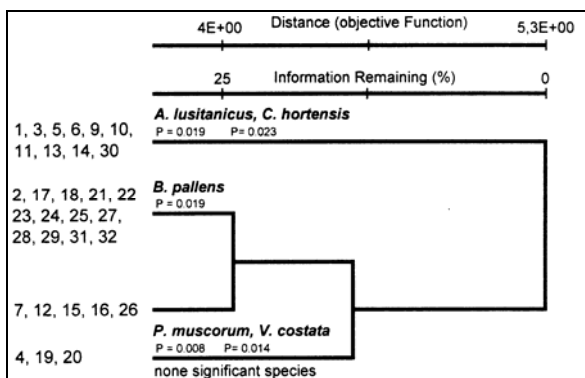 Distance (objective Function)
4E+00 5,3E+00
Information Remaining (%)
25 0
A. lusitanicus, C. hortensis
P = 0.019 P= 0.023
1, 3, 5, 6, 9, 10,
11, 13, 14, 30
B. pallens
P = 0.019
2, 17, 18, 21, 22
23, 24, 25, 27,
28, 29, 31, 32
7, 12, 15, 16, 26
P. muscorum, V. costata
P = 0.008 P= 0.014
4, 19, 20
none significant species